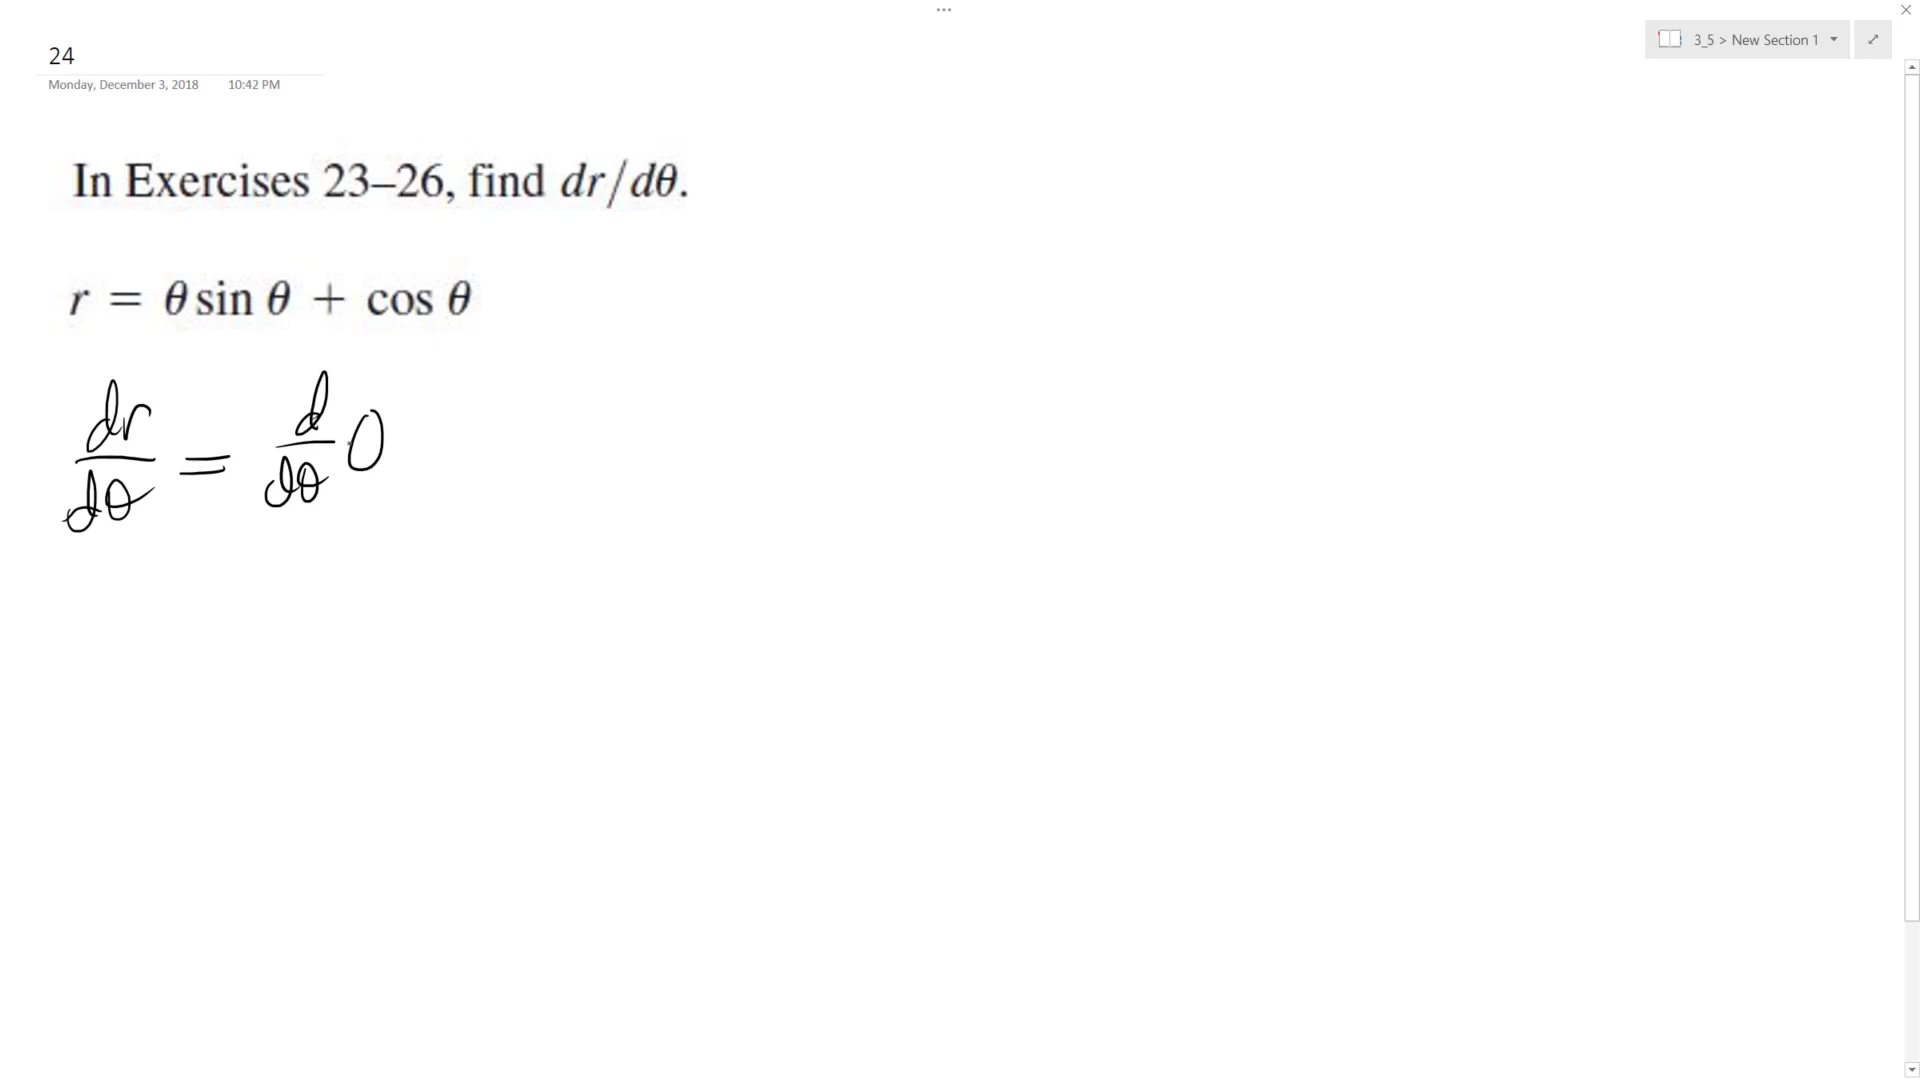 ...
3_5 > New Section 1
24
Monday, December 3, 2018 10:42 PM
In Exercises 23–26, find dr/dθ.
r = θ sin θ + cos θ
dr/dθ = d/dθ 0